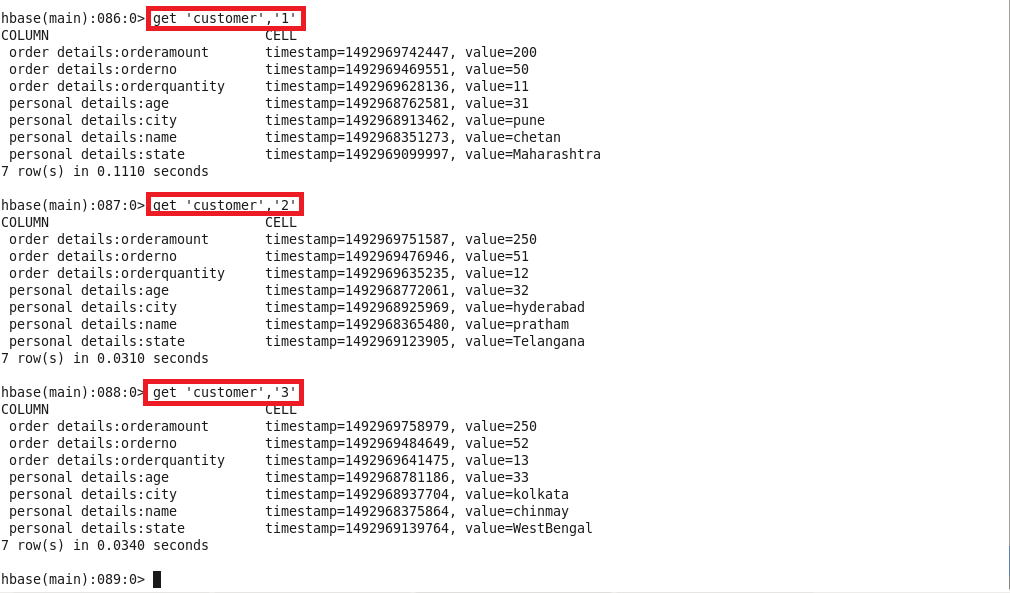 hbase(main):086:0> get 'customer','1'
COLUMN CELL
order details:orderamount timestamp=1492969742447, value=200
order details:orderno timestamp=1492969469551, value=50
order details:orderquantity timestamp=1492969628136, value=11
personal details:age timestamp=1492968762581, value=31
personal details:city timestamp=1492968913462, value=pune
personal details:name timestamp=1492968351273, value=chetan
personal details:state timestamp=1492969099997, value=Maharashtra
7 row(s) in 0.1110 seconds
hbase(main):087:0> get 'customer','2'
COLUMN CELL
order details:orderamount timestamp=1492969751587, value=250
order details:orderno timestamp=1492969476946, value=51
order details:orderquantity timestamp=1492969635235, value=12
personal details:age timestamp=1492968772061, value=32
personal details:city timestamp=1492968925969, value=hyderabad
personal details:name timestamp=1492968365480, value=pratham
personal details:state timestamp=1492969123905, value=Telangana
7 row(s) in 0.0310 seconds
hbase(main):088:0> get 'customer','3'
COLUMN CELL
order details:orderamount timestamp=1492969758979, value=250
order details:orderno timestamp=1492969484649, value=52
order details:orderquantity timestamp=1492969641475, value=13
personal details:age timestamp=1492968781186, value=33
personal details:city timestamp=1492968937704, value=kolkata
personal details:name timestamp=1492968375864, value=chinmay
personal details:state timestamp=1492969139764, value=WestBengal
7 row(s) in 0.0340 seconds
hbase(main):089:0>